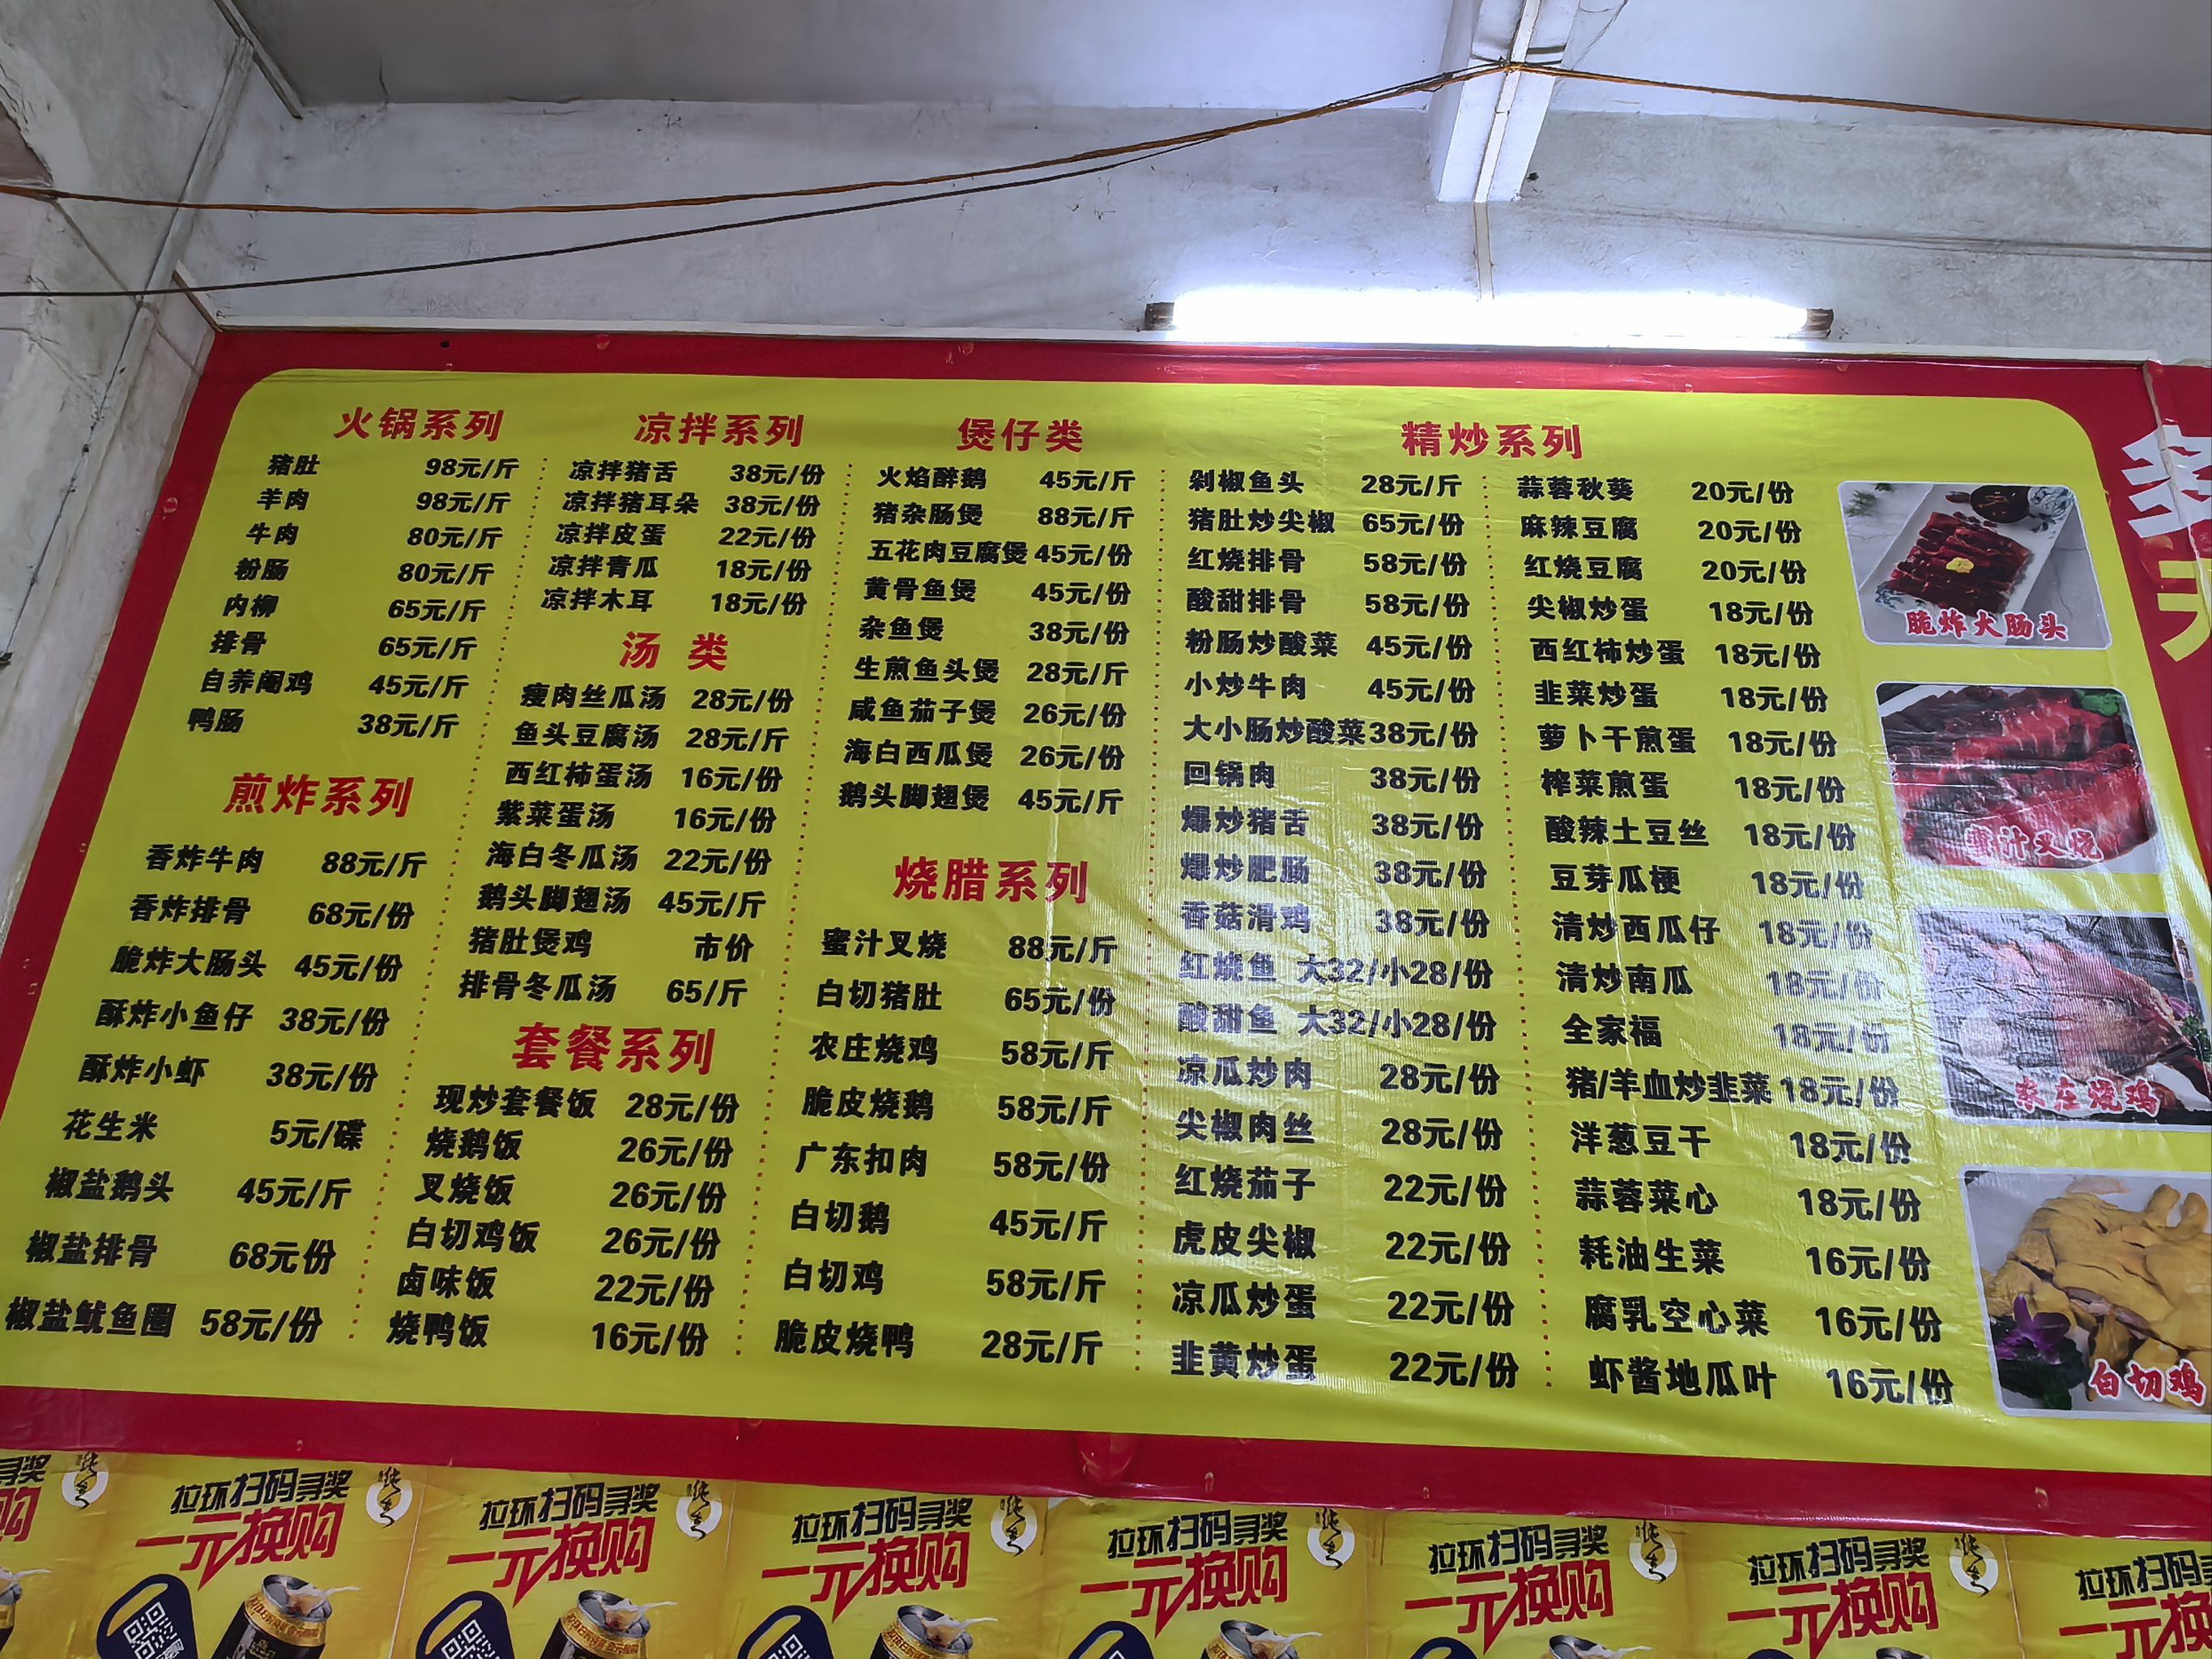 火锅系列
猪肚 98元/斤
羊肉 98元/斤
牛肉 80元/斤
粉肠 80元/斤
内柳 65元/斤
排骨 65元/斤
自养阉鸡 45元/斤
鸭肠 38元/斤
煎炸系列
香炸牛肉 88元/斤
香炸排骨 68元/份
脆炸大肠头 45元/份
酥炸小鱼仔 38元/份
酥炸小虾 38元/份
花生米 5元/碟
椒盐鹅头 45元/斤
椒盐排骨 68元份
椒盐鱿鱼圈 58元/份
凉拌系列
凉拌猪舌 38元/份
凉拌猪耳朵 38元/份
凉拌皮蛋 22元/份
凉拌青瓜 18元/份
凉拌木耳 18元/份
汤 类
瘦肉丝瓜汤 28元/份
鱼头豆腐汤 28元/斤
西红柿蛋汤 16元/份
紫菜蛋汤 16元/份
海白冬瓜汤 22元/份
鹅头脚翅汤 45元/斤
猪肚煲鸡 市价
排骨冬瓜汤 65/斤
套餐系列
现炒套餐饭 28元/份
烧鹅饭 26元/份
叉烧饭 26元/份
白切鸡饭 26元/份
卤味饭 22元/份
烧鸭饭 16元/份
煲仔类
火焰醉鹅 45元/斤
猪杂肠煲 88元/斤
五花肉豆腐煲 45元/份
黄骨鱼煲 45元/份
杂鱼煲 38元/份
生煎鱼头煲 28元/斤
咸鱼茄子煲 26元/份
海白西瓜煲 26元/份
鹅头脚翅煲 45元/斤
烧腊系列
蜜汁叉烧 88元/斤
白切猪肚 65元/份
农庄烧鸡 58元/斤
脆皮烧鹅 58元/斤
广东扣肉 58元/份
白切鹅 45元/斤
白切鸡 58元/斤
脆皮烧鸭 28元/斤
精炒系列
剁椒鱼头 28元/斤
猪肚炒尖椒 65元/份
红烧排骨 58元/份
酸甜排骨 58元/份
粉肠炒酸菜 45元/份
小炒牛肉 45元/份
大小肠炒酸菜 38元/份
回锅肉 38元/份
爆炒猪舌 38元/份
爆炒肥肠 38元/份
香菇滑鸡 38元/份
红烧鱼 大32/小28/份
酸甜鱼 大32/小28/份
凉瓜炒肉 28元/份
尖椒肉丝 28元/份
红烧茄子 22元/份
虎皮尖椒 22元/份
凉瓜炒蛋 22元/份
韭黄炒蛋 22元/份
蒜蓉秋葵 20元/份
麻辣豆腐 20元/份
红烧豆腐 20元/份
尖椒炒蛋 18元/份
西红柿炒蛋 18元/份
韭菜炒蛋 18元/份
萝卜干煎蛋 18元/份
榨菜煎蛋 18元/份
酸辣土豆丝 18元/份
豆芽瓜梗 18元/份
清炒西瓜仔 18元/份
清炒南瓜 18元/份
全家福 18元/份
猪/羊血炒韭菜 18元/份
洋葱豆干 18元/份
蒜蓉菜心 18元/份
耗油生菜 16元/份
腐乳空心菜 16元/份
虾酱地瓜叶 16元/份
脆炸大肠头
蜜汁叉烧
农庄烧鸡
白切鸡
寻奖
购
拉环扫码寻奖
一元换购
拉环扫码寻奖
一元换购
拉环扫码寻奖
一元换购
拉环扫码寻奖
一元换购
拉环扫码寻奖
一元换购
拉环扫码寻奖
一元换购
拉环扫码寻
一元换